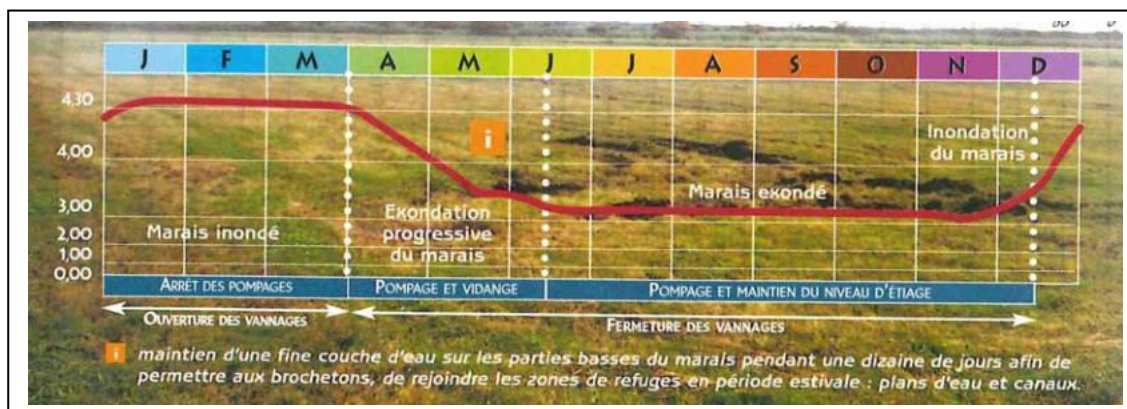 J F M A M J J A S O N D
4,30
4,00
3,00
2,00
1,00
0,00
i
Inondation
du marais
Marais exondé
Marais inondé
Exondation
progressive
du marais
ARRÊT DES POMPAGES
POMPAGE ET VIDANGE
POMPAGE ET MAINTIEN DU NIVEAU D'ÉTIAGE
OUVERTURE DES VANNAGES
FERMETURE DES VANNAGES
i maintien d'une fine couche d'eau sur les parties basses du marais pendant une dizaine de jours afin de
permettre aux brochetons, de rejoindre les zones de refuges en période estivale : plans d'eau et canaux.